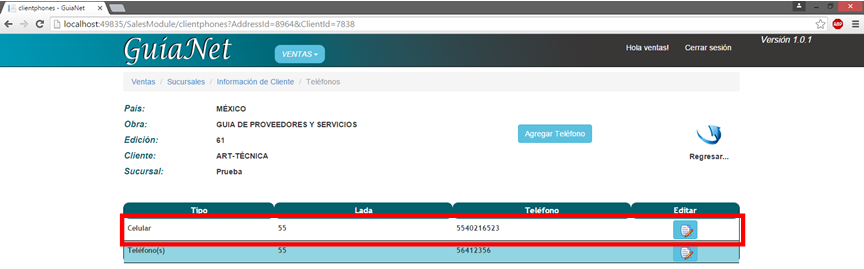 clientphones - GuiaNet
localhost:49835/SalesModule/clientphones?AddressId=8964&ClientId=7838
GuíaNet
VENTAS
Hola ventas!
Cerrar sesión
Versión 1.0.1
Ventas / Sucursales / Información de Cliente / Teléfonos
País: MÉXICO
Obra: GUIA DE PROVEEDORES Y SERVICIOS
Edición: 61
Cliente: ART-TÉCNICA
Sucursal: Prueba
Agregar Teléfono
Regresar...
Tipo Lada Teléfono Editar
Celular 55 5540216523
Teléfono(s) 55 56412356